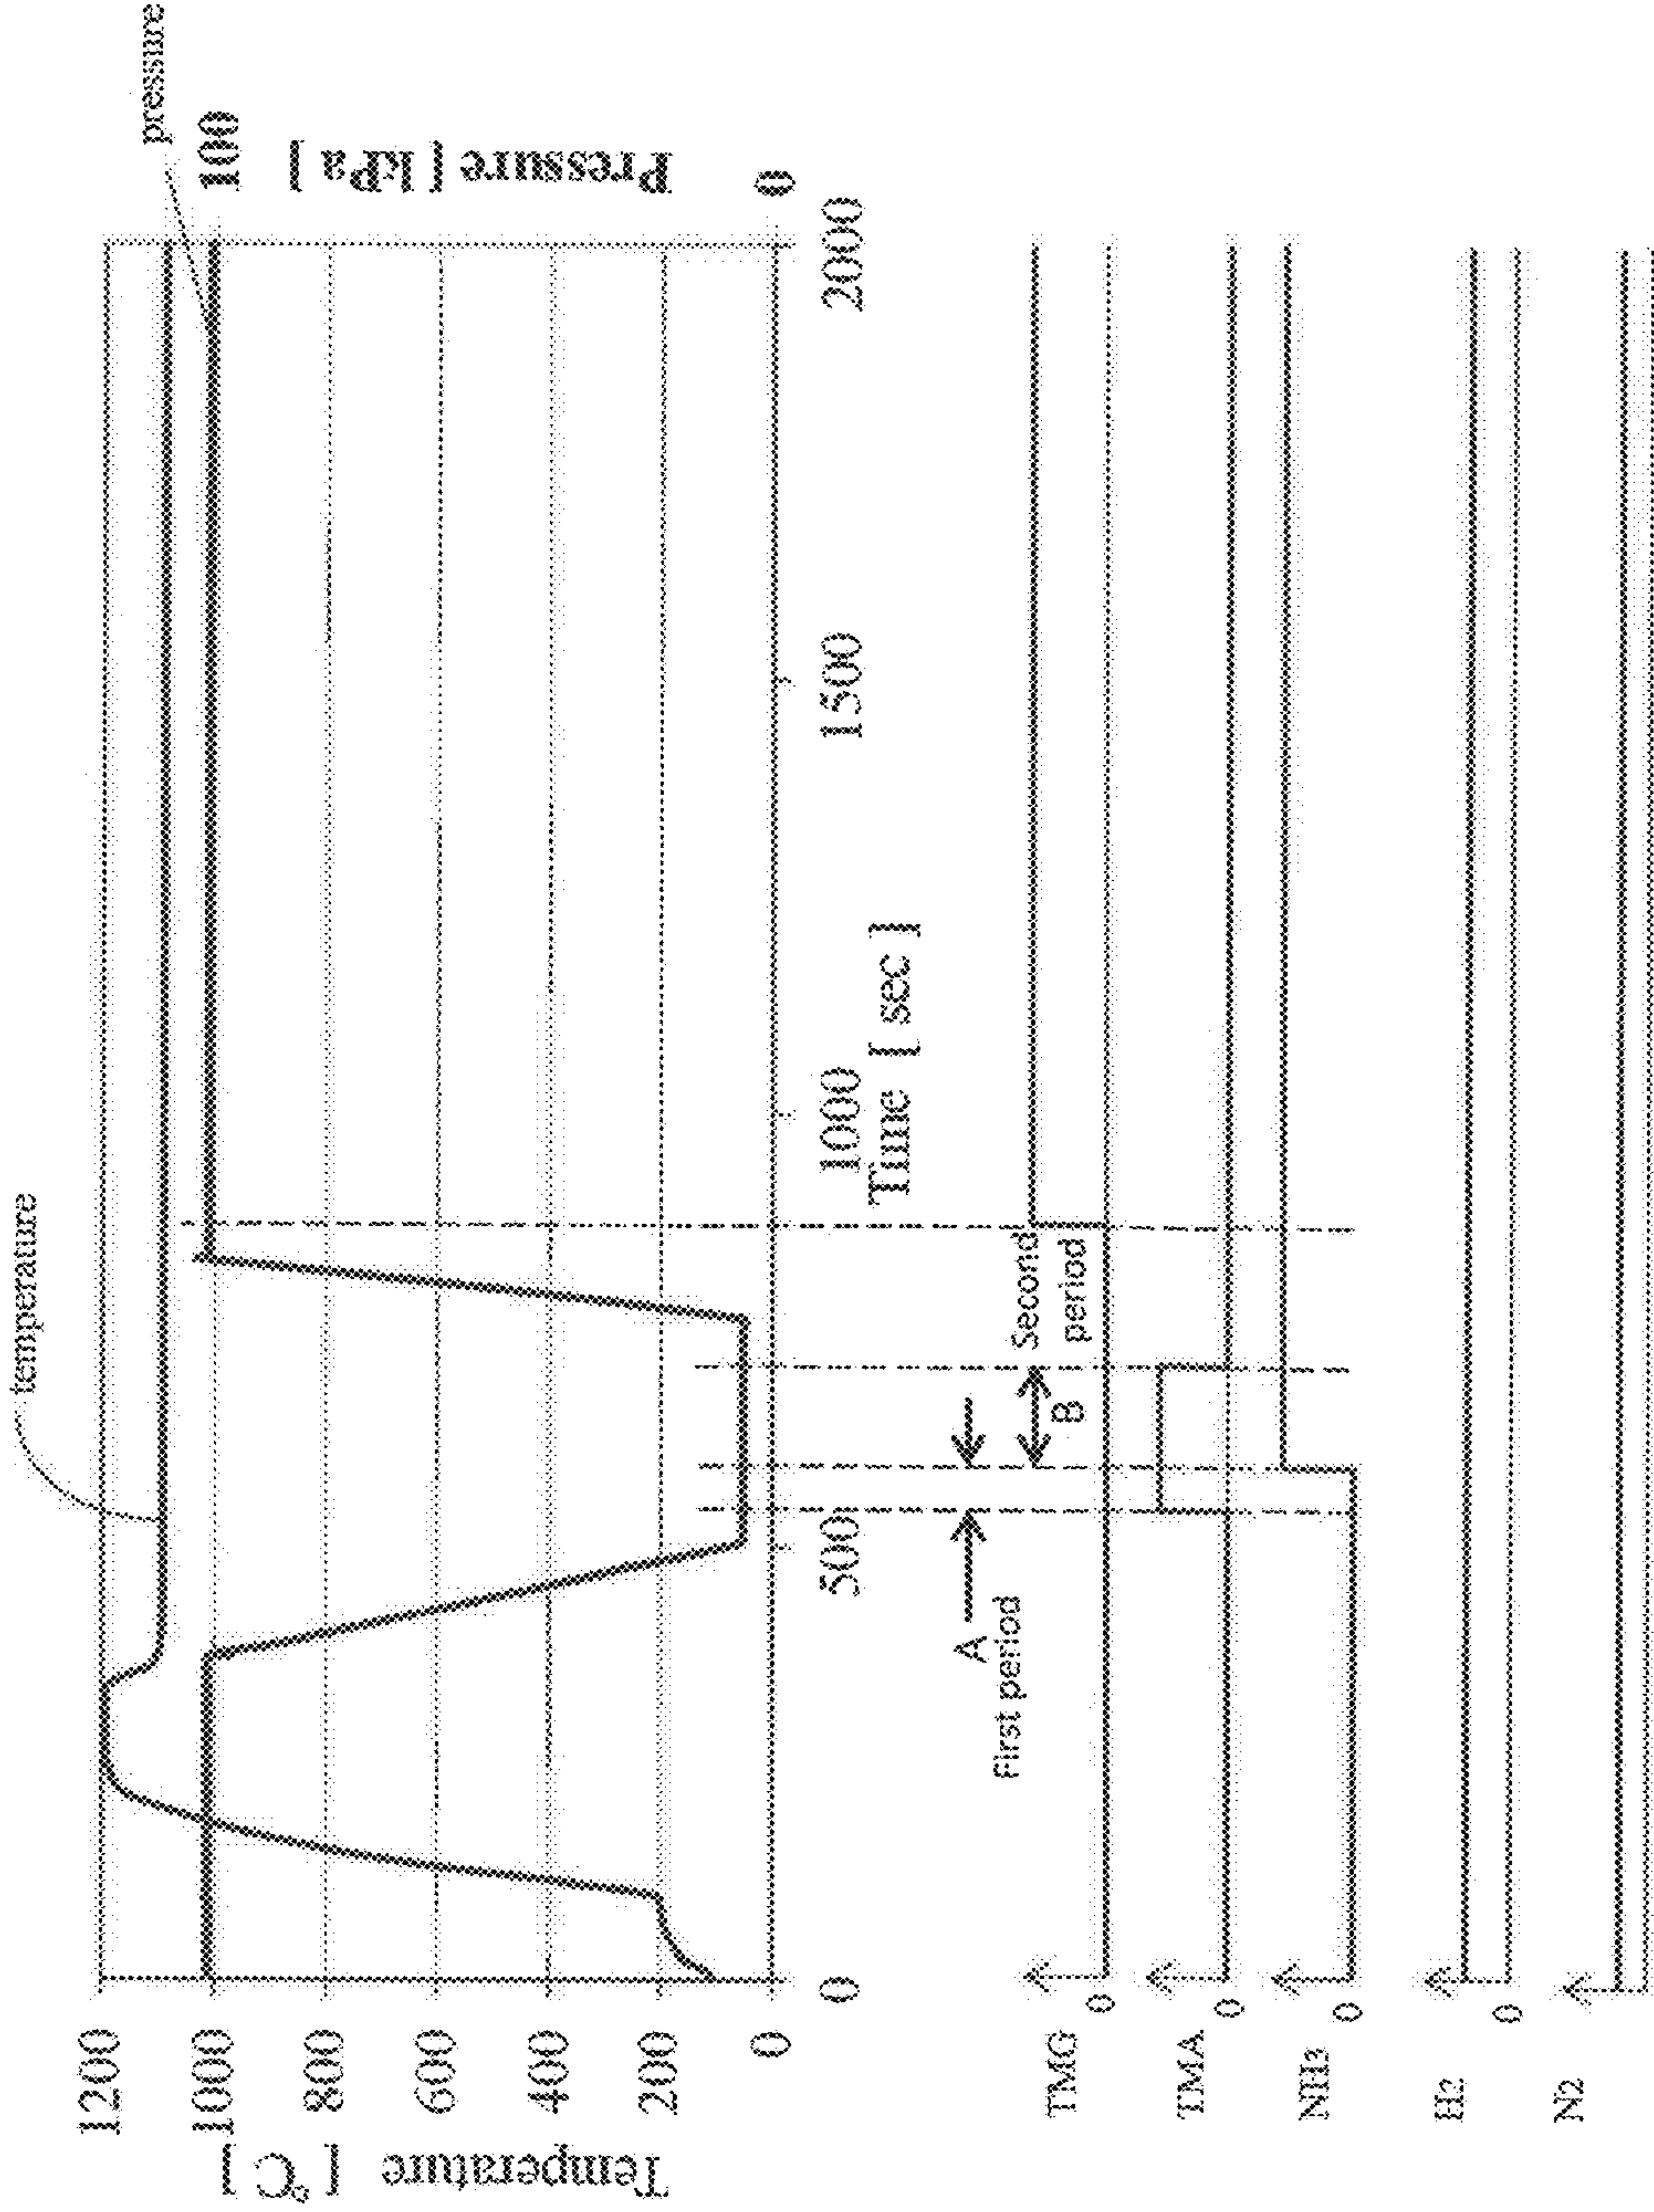 temperature
pressure
Temperature [ °C ]
1200
1000
800
600
400
200
0
100
Pressure [ kPa ]
0
0
500
1000
1500
2000
Time [ sec ]
A
First period
B
Second
period
TMG
0
TMA
0
NH3
0
H2
0
N2